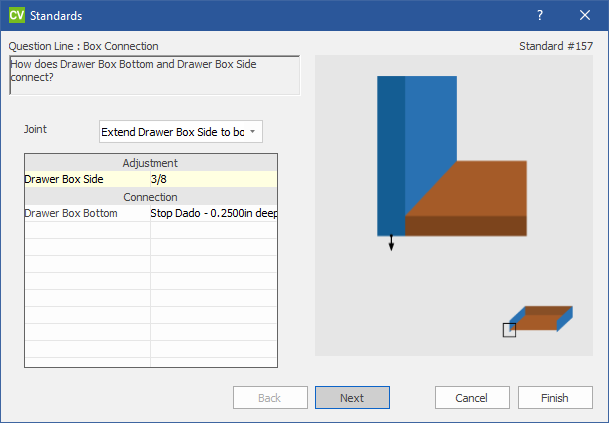 CV Standards ?
Question Line : Box Connection
Standard #157
How does Drawer Box Bottom and Drawer Box Side
connect?
Joint
Extend Drawer Box Side to bo
Adjustment
Drawer Box Side 3/8
Connection
Drawer Box Bottom Stop Dado - 0.2500in deep
Back Next Cancel Finish